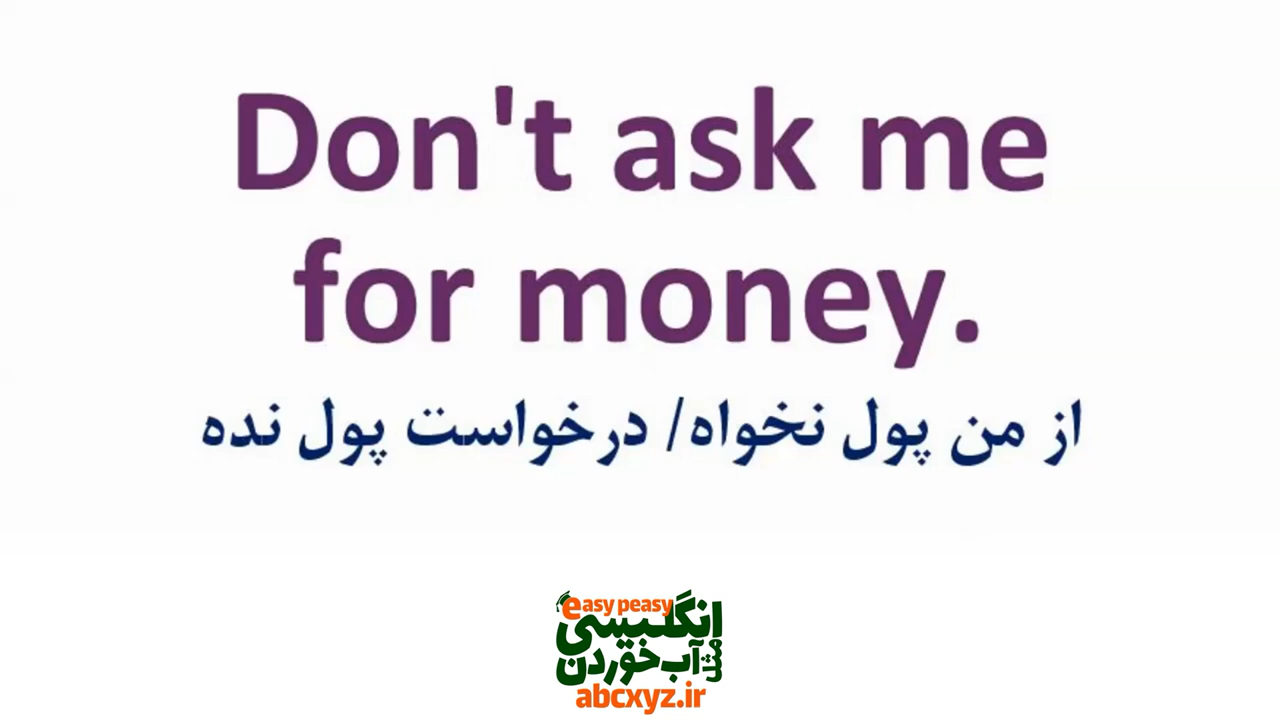 Don't ask me
for money.
از من پول نخواه/ درخواست پول نده
easy peasy
انگلیسی
مثل
آب خوردن
abcxyz.ir